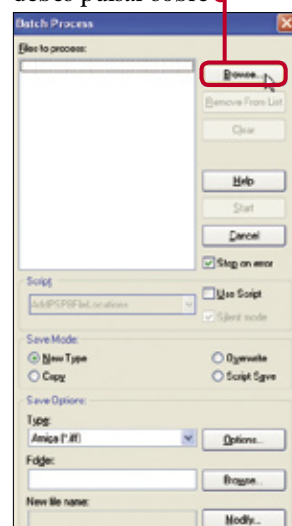 deseo pulsar sobre
Batch Process
Files to process:
Browse...
Remove From List
Clear
Help
Start
Cancel
Stop on error
Script
Use Script
AddPSP8FileLocations
Silent mode
Save Mode:
New Type
Overwrite
Copy
Script Save
Save Options:
Type:
Amiga (*.iff)
Options...
Folder:
Browse...
New file name:
Modify...